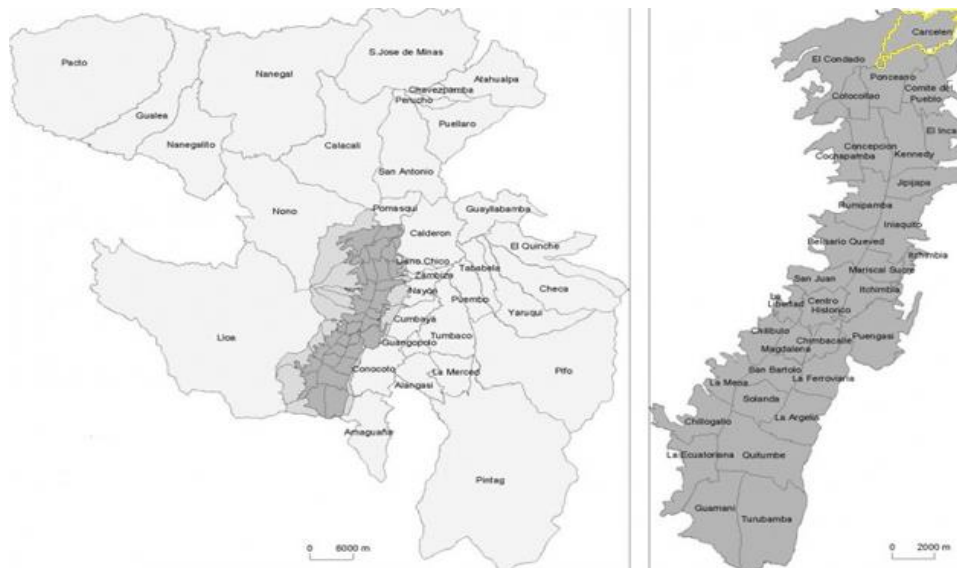 S.Jose de Minas
Pacto
Nanegal
Atahualpa
Chevezpamba
Perucho
Gualea
Puellaro
Nanegalito
Calacali
San Antonio
Nono
Pomasqui
Guayllabamba
Calderon
El Quinche
Llano Chico
Tababela
Zambiza
Checa
Nayon
Puembo
Yaruqui
Cumbaya
Lloa
Tumbaco
Guangopolo
Conocoto
La Merced
Pifo
Alangasi
Amaguaña
Pintag
0 6000 m
Carcelen
El Condado
Ponceano
Comite del
Pueblo
Cotocollao
El Inca
Concepcion
Cochapamba
Kennedy
Jipijapa
Rumipamba
Iniaquito
Belisario Queved
Itchimbia
Mariscal Sucre
San Juan
Itchimbia
La
Libertad
Centro
Historico
Chilibulo
Chimbacalle
Puengasi
Magdalena
San Bartolo
La Ferroviaria
La Mena
Solanda
La Argelia
Chillogallo
La Ecuatoriana
Quitumbe
Guamani
Turubamba
0 2000 m